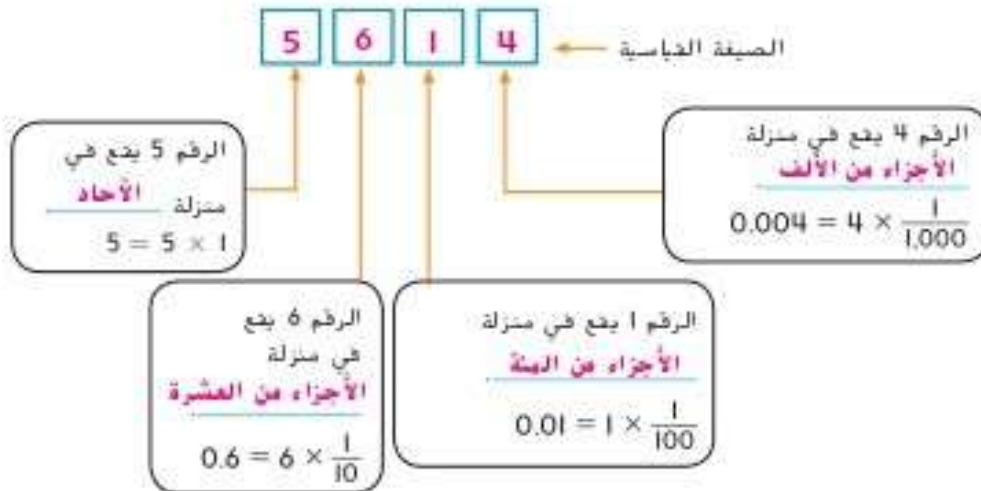 5 6 1 4
الصيغة القياسية
الرقم 5 يقع في
منزلة الآحاد
5 = 5 × 1
الرقم 6 يقع
في منزلة
الأجزاء من العشرة
0.6 = 6 × 1/10
الرقم 1 يقع في منزلة
الأجزاء من المئة
0.01 = 1 × 1/100
الرقم 4 يقع في منزلة
الأجزاء من الألف
0.004 = 4 × 1/1,000